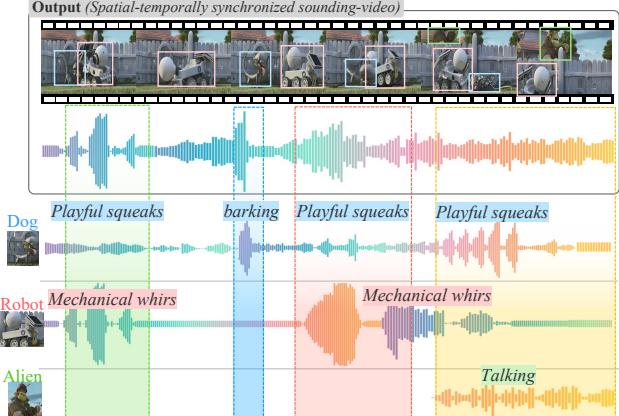 Output (Spatial-temporally synchronized sounding-video)
Dog
Playful squeaks
barking
Playful squeaks
Playful squeaks
Robot
Mechanical whirs
Mechanical whirs
Alien
Talking